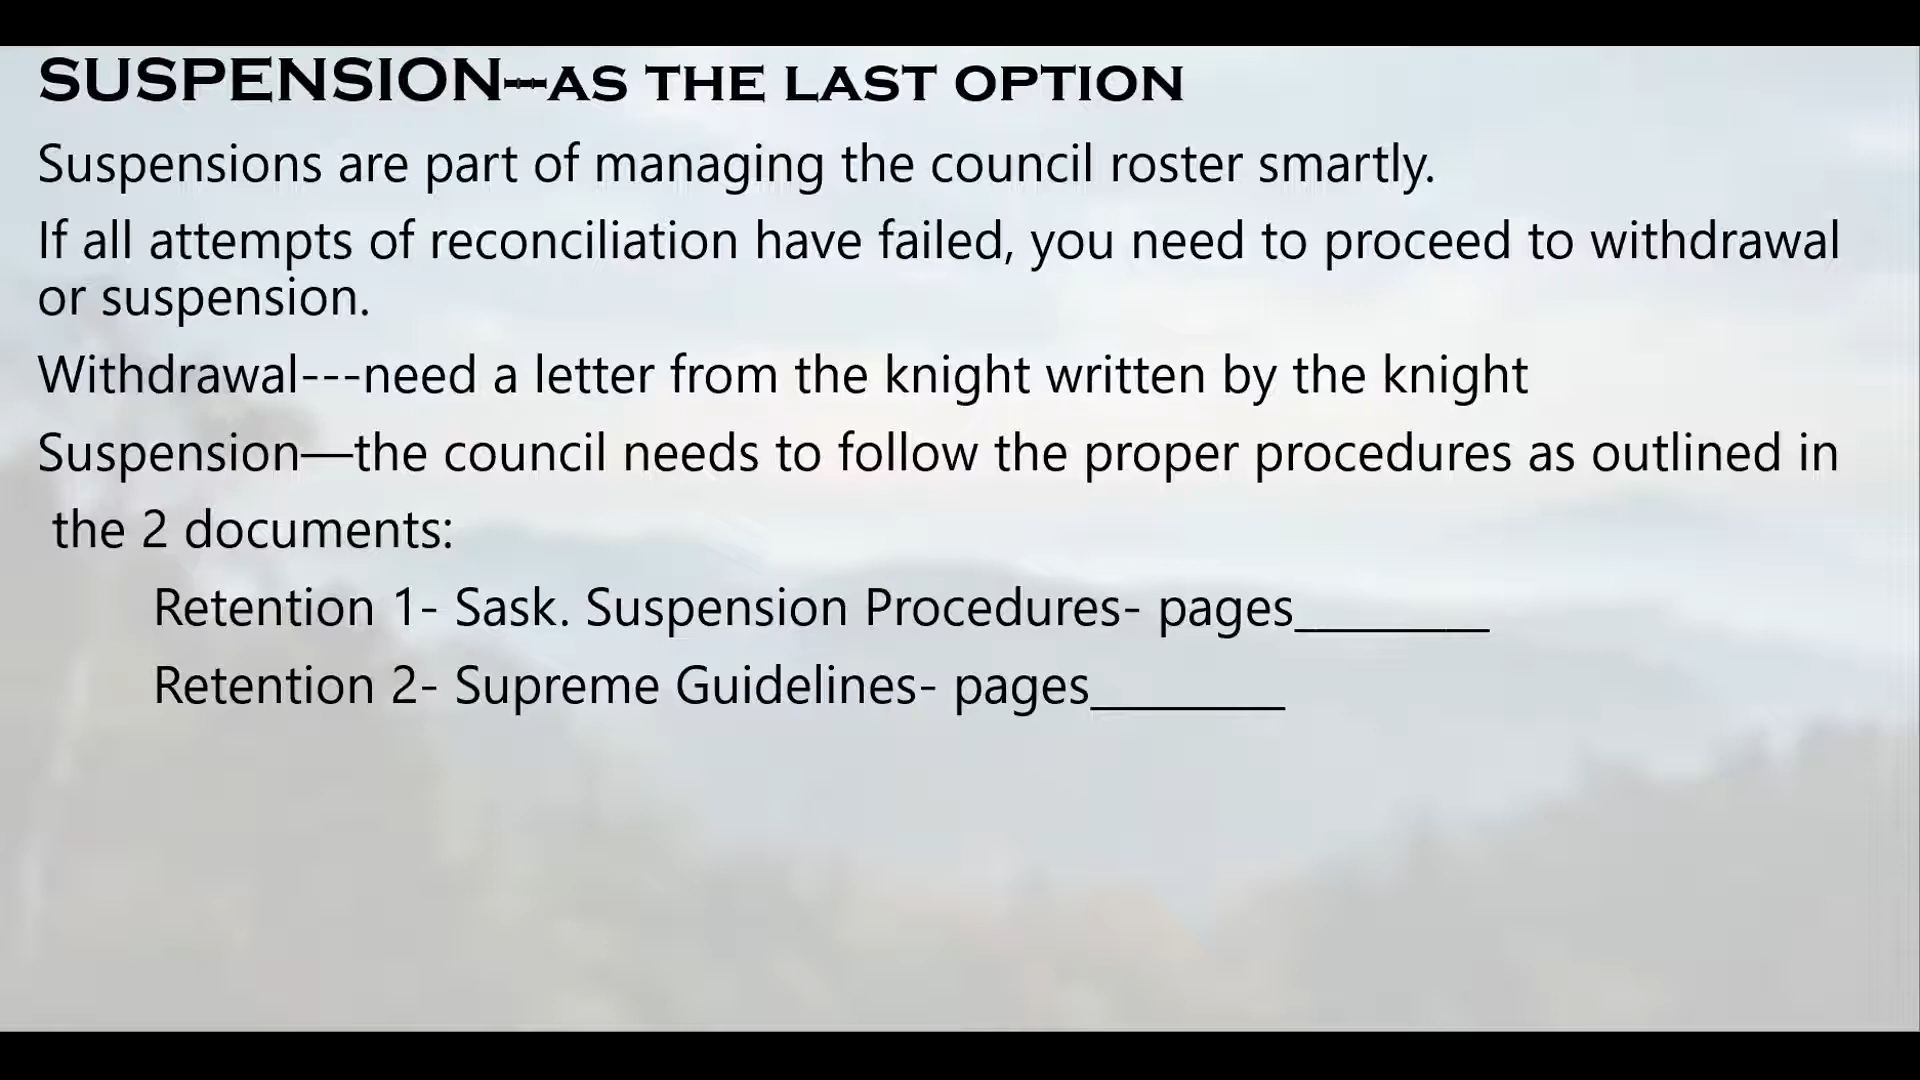 SUSPENSION---AS THE LAST OPTION
Suspensions are part of managing the council roster smartly.
If all attempts of reconciliation have failed, you need to proceed to withdrawal
or suspension.
Withdrawal---need a letter from the knight written by the knight
Suspension—the council needs to follow the proper procedures as outlined in
the 2 documents:
Retention 1- Sask. Suspension Procedures- pages________
Retention 2- Supreme Guidelines- pages________